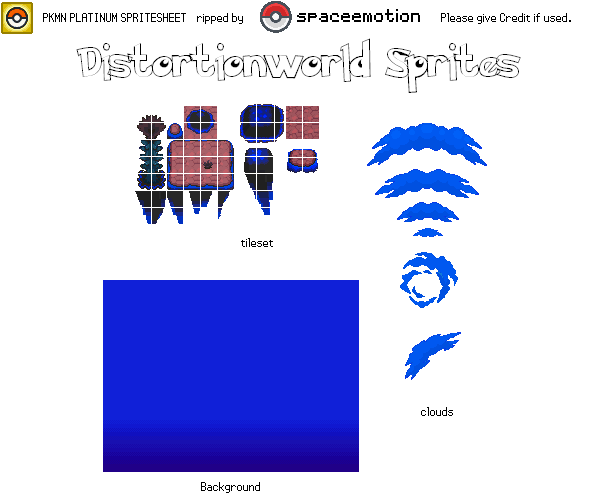 PKMN PLATINUM SPRITESHEET ripped by spaceemotion Please give Credit if used.
Distortionworld Sprites
tileset
clouds
Background